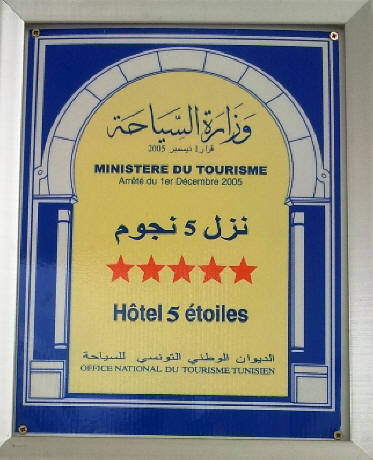 وزارة السياحة
قرار 1 ديسمبر 2005
MINISTERE DU TOURISME
Arrêté du 1er Décembre 2005
نزل 5 نجوم
Hôtel 5 étoiles
الديوان الوطني التونسي للسياحة
OFFICE NATIONAL DU TOURISME TUNISIEN